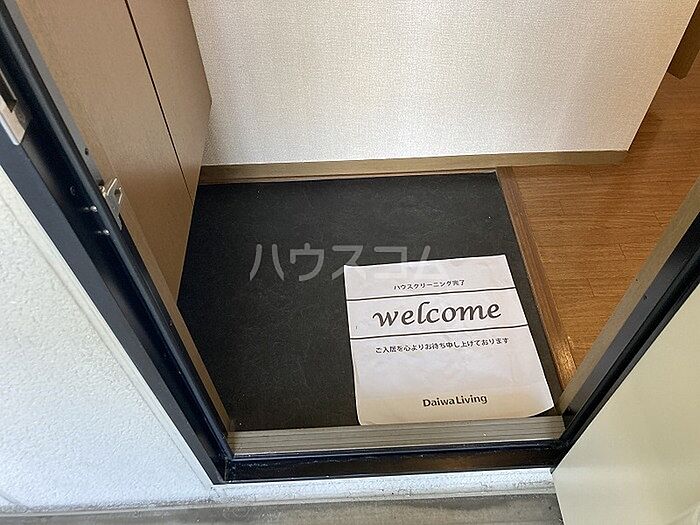 ハウスコム
ハウスクリーニング完了
welcome
ご入居を心よりお待ち申し上げております
DaiwaLiving